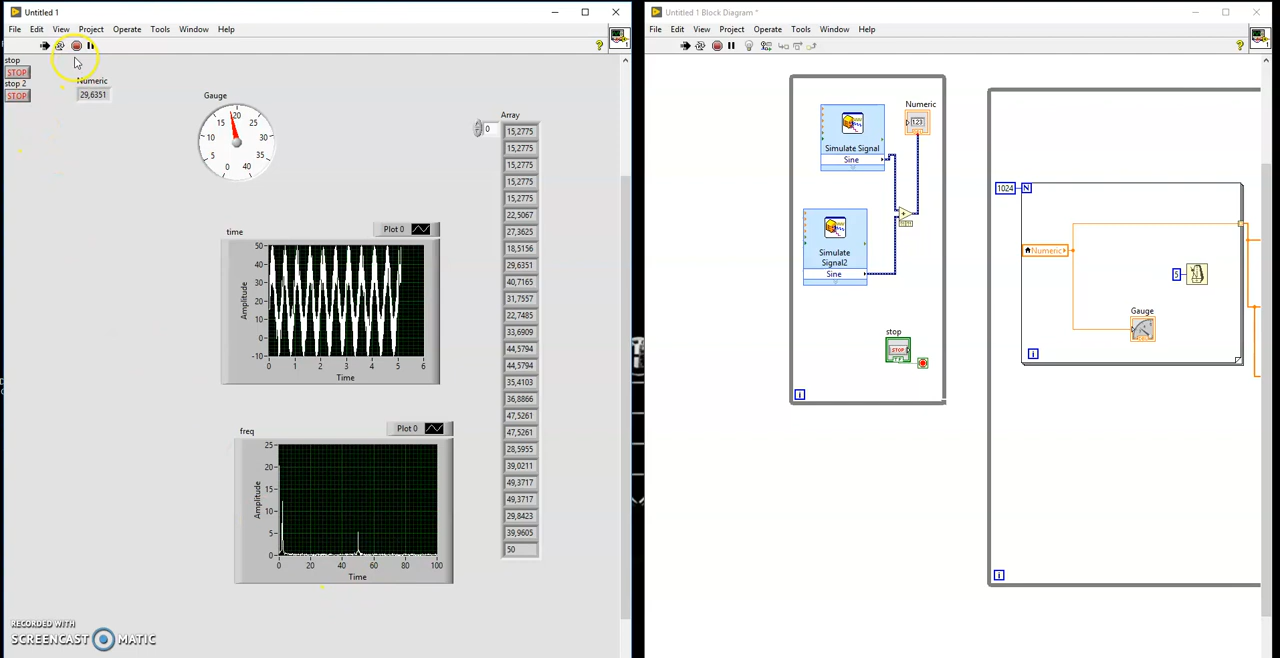 Untitled 1
File Edit View Project Operate Tools Window Help
stop
STOP
stop 2
STOP
Numeric
29,6351
Gauge
0 5 10 15 20 25 30 35 40
Array
0
15,2775
15,2775
15,2775
15,2775
15,2775
22,5067
27,3625
18,5156
29,6351
40,7165
31,7557
22,7485
33,6909
44,5794
44,5794
35,4103
36,8866
47,5261
47,5261
28,5955
39,0211
49,3717
49,3717
29,8423
39,9605
50
time
Plot 0
Amplitude
50
40
30
20
10
0
-10
0 1 2 3 4 5 6
Time
freq
Plot 0
Amplitude
25
20
15
10
5
0
0 20 40 60 80 100
Time
RECORDED WITH
SCREENCAST MATIC
Untitled 1 Block Diagram *
File Edit View Project Operate Tools Window Help
Simulate Signal
Sine
Numeric
123
Simulate
Signal2
Sine
stop
STOP
i
1024 N
Numeric
5
Gauge
i
i